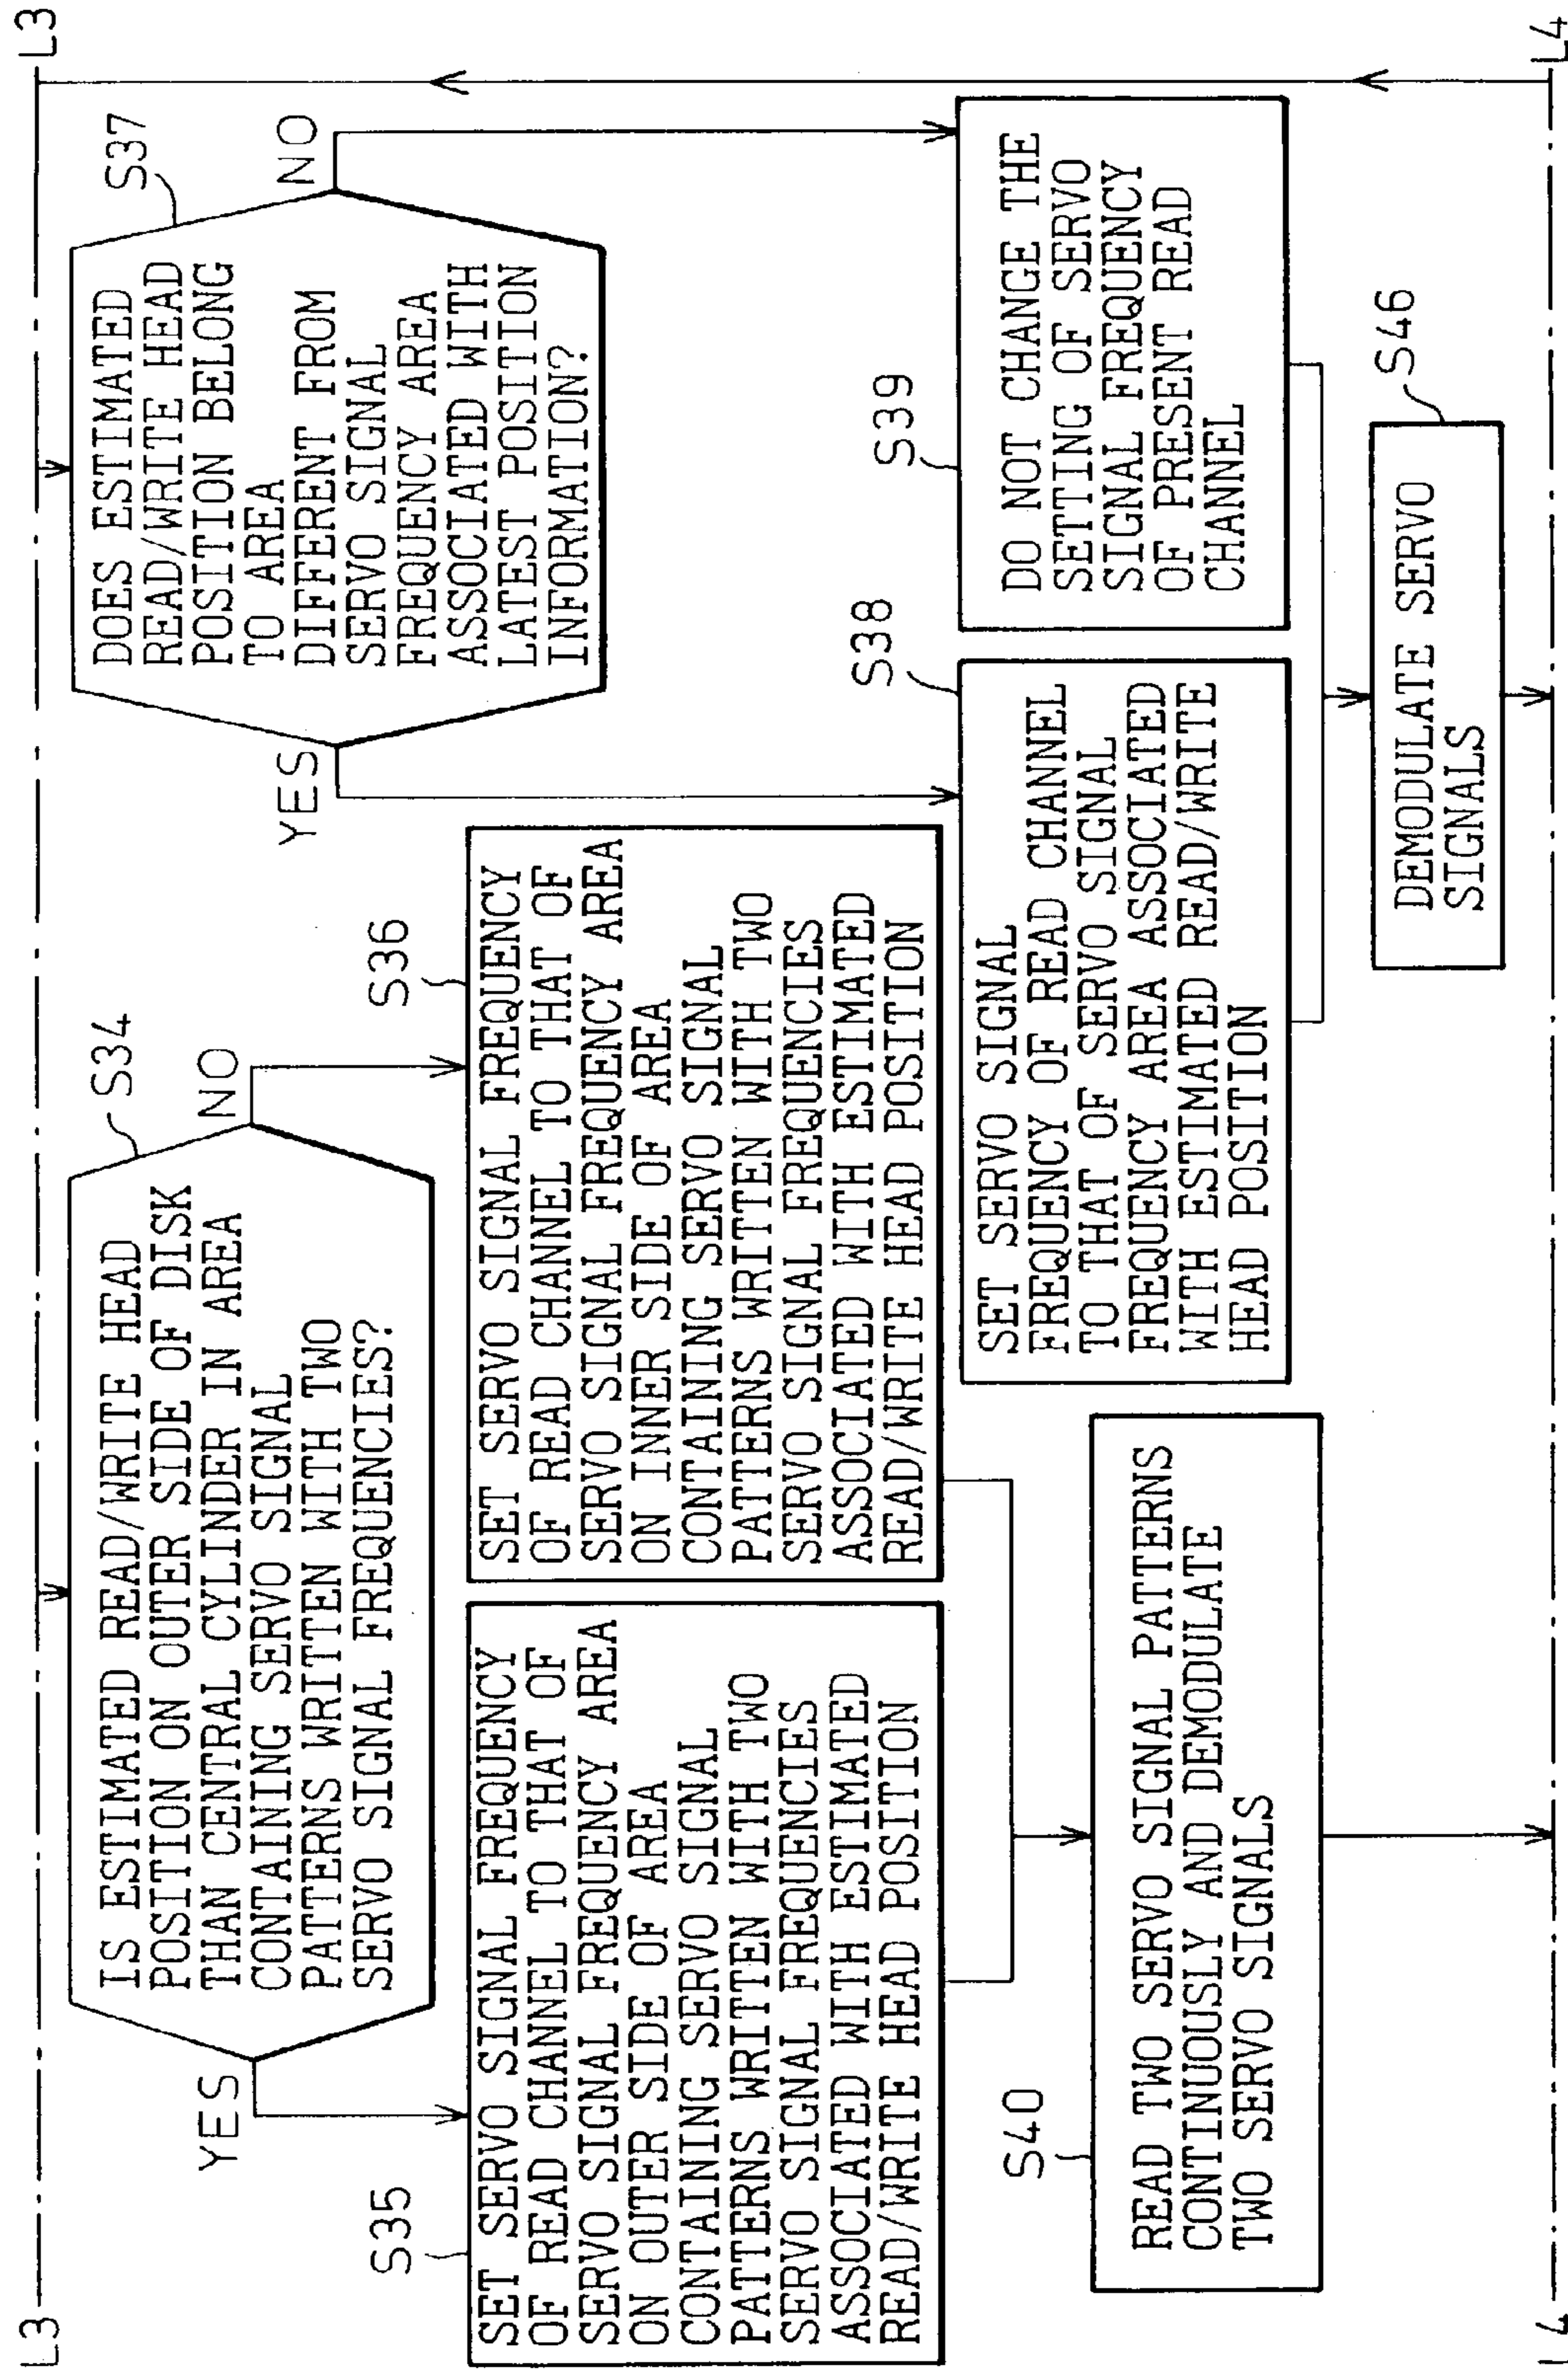 L3
L3
S34
IS ESTIMATED READ/WRITE HEAD
POSITION ON OUTER SIDE OF DISK
THAN CENTRAL CYLINDER IN AREA
CONTAINING SERVO SIGNAL
PATTERNS WRITTEN WITH TWO
SERVO SIGNAL FREQUENCIES?
YES
NO
S37
DOES ESTIMATED
READ/WRITE HEAD
POSITION BELONG
TO AREA
DIFFERENT FROM
SERVO SIGNAL
FREQUENCY AREA
ASSOCIATED WITH
LATEST POSITION
INFORMATION?
YES
NO
S35
SET SERVO SIGNAL FREQUENCY
OF READ CHANNEL TO THAT OF
SERVO SIGNAL FREQUENCY AREA
ON OUTER SIDE OF AREA
CONTAINING SERVO SIGNAL
PATTERNS WRITTEN WITH TWO
SERVO SIGNAL FREQUENCIES
ASSOCIATED WITH ESTIMATED
READ/WRITE HEAD POSITION
S36
SET SERVO SIGNAL FREQUENCY
OF READ CHANNEL TO THAT OF
SERVO SIGNAL FREQUENCY AREA
ON INNER SIDE OF AREA
CONTAINING SERVO SIGNAL
PATTERNS WRITTEN WITH TWO
SERVO SIGNAL FREQUENCIES
ASSOCIATED WITH ESTIMATED
READ/WRITE HEAD POSITION
S38
SET SERVO SIGNAL
FREQUENCY OF READ CHANNEL
TO THAT OF SERVO SIGNAL
FREQUENCY AREA ASSOCIATED
WITH ESTIMATED READ/WRITE
HEAD POSITION
S39
DO NOT CHANGE THE
SETTING OF SERVO
SIGNAL FREQUENCY
OF PRESENT READ
CHANNEL
S40
READ TWO SERVO SIGNAL PATTERNS
CONTINUOUSLY AND DEMODULATE
TWO SERVO SIGNALS
S46
DEMODULATE SERVO
SIGNALS
L4
L4